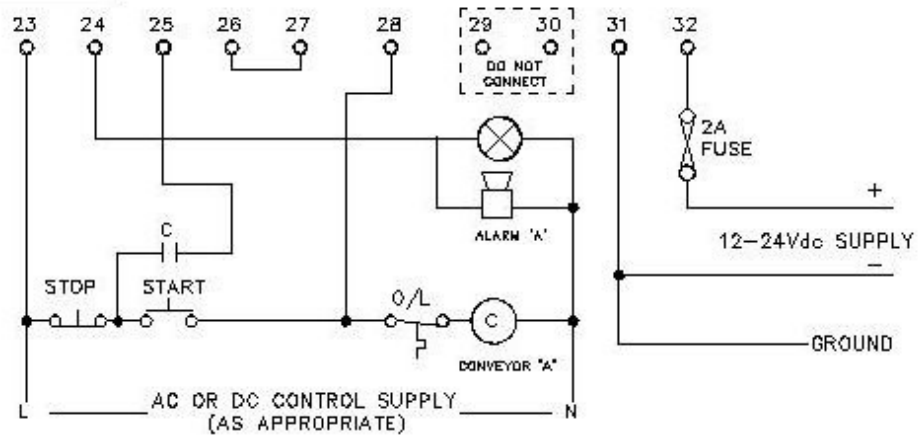 23 24 25 26 27 28 29 30 31 32
DO NOT
CONNECT
2A
FUSE
+
ALARM "A"
C
12-24Vdc SUPPLY
−
STOP START O/L
C
GROUND
CONVEYOR "A"
L AC OR DC CONTROL SUPPLY N
(AS APPROPRIATE)